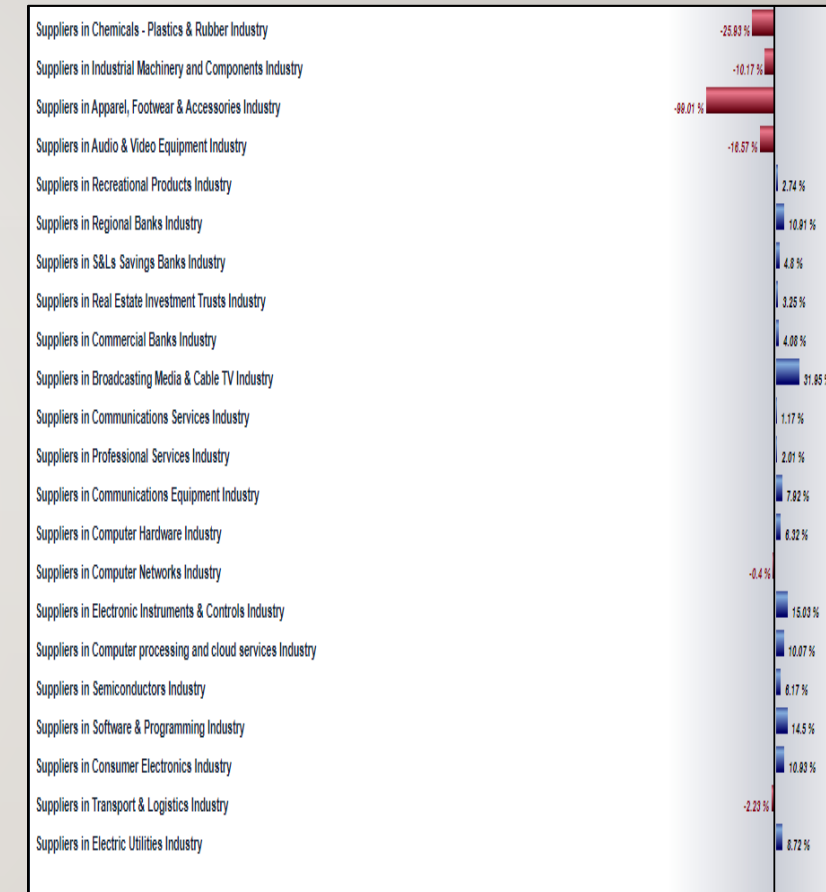 Suppliers in Chemicals - Plastics & Rubber Industry -25.93 %
Suppliers in Industrial Machinery and Components Industry -10.17 %
Suppliers in Apparel, Footwear & Accessories Industry -99.01 %
Suppliers in Audio & Video Equipment Industry -16.57 %
Suppliers in Recreational Products Industry 2.74 %
Suppliers in Regional Banks Industry 10.91 %
Suppliers in S&Ls Savings Banks Industry 4.8 %
Suppliers in Real Estate Investment Trusts Industry 3.25 %
Suppliers in Commercial Banks Industry 4.08 %
Suppliers in Broadcasting Media & Cable TV Industry 31.95 %
Suppliers in Communications Services Industry 1.17 %
Suppliers in Professional Services Industry 2.01 %
Suppliers in Communications Equipment Industry 7.92 %
Suppliers in Computer Hardware Industry 6.32 %
Suppliers in Computer Networks Industry -0.4 %
Suppliers in Electronic Instruments & Controls Industry 15.03 %
Suppliers in Computer processing and cloud services Industry 10.07 %
Suppliers in Semiconductors Industry 6.17 %
Suppliers in Software & Programming Industry 14.5 %
Suppliers in Consumer Electronics Industry 10.93 %
Suppliers in Transport & Logistics Industry -2.23 %
Suppliers in Electric Utilities Industry 8.72 %